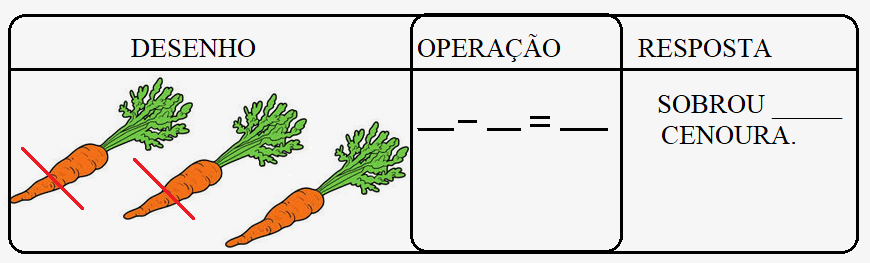 DESENHO OPERAÇÃO RESPOSTA
__ - __ = __
SOBROU _____
CENOURA.